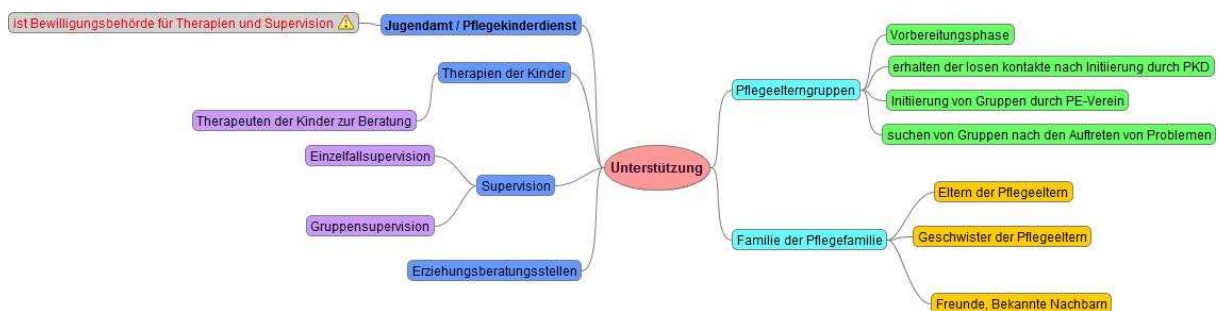 ist Bewilligungsbehörde für Therapien und Supervision
Jugendamt / Pflegekinderdienst
Therapien der Kinder
Therapeuten der Kinder zur Beratung
Einzelfallsupervision
Supervision
Gruppensupervision
Erziehungsberatungsstellen
Unterstützung
Pflegeelterngruppen
Vorbereitungsphase
erhalten der losen kontakte nach Initiierung durch PKD
Initiierung von Gruppen durch PE-Verein
suchen von Gruppen nach den Auftreten von Problemen
Familie der Pflegefamilie
Eltern der Pflegeeltern
Geschwister der Pflegeeltern
Freunde, Bekannte Nachbarn